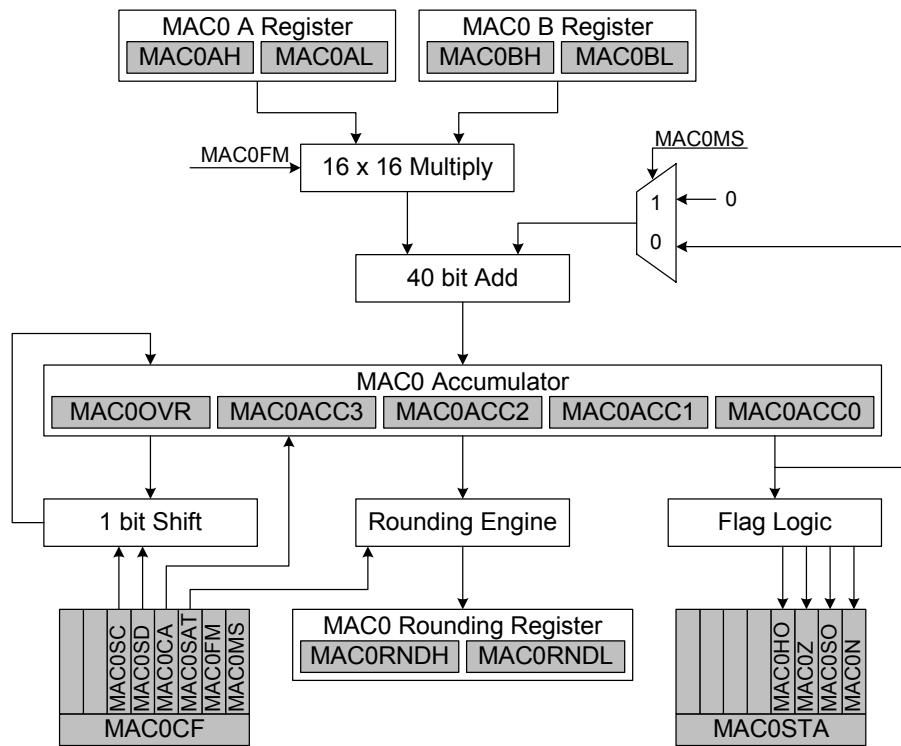 MAC0 A Register
MAC0AH MAC0AL
MAC0 B Register
MAC0BH MAC0BL
MAC0FM
16 x 16 Multiply
MAC0MS
1
0
0
40 bit Add
MAC0 Accumulator
MAC0OVR MAC0ACC3 MAC0ACC2 MAC0ACC1 MAC0ACC0
1 bit Shift
Rounding Engine
Flag Logic
MAC0SC
MAC0SD
MAC0CA
MAC0SAT
MAC0FM
MAC0MS
MAC0CF
MAC0 Rounding Register
MAC0RNDH MAC0RNDL
MAC0HO
MAC0Z
MAC0SO
MAC0N
MAC0STA